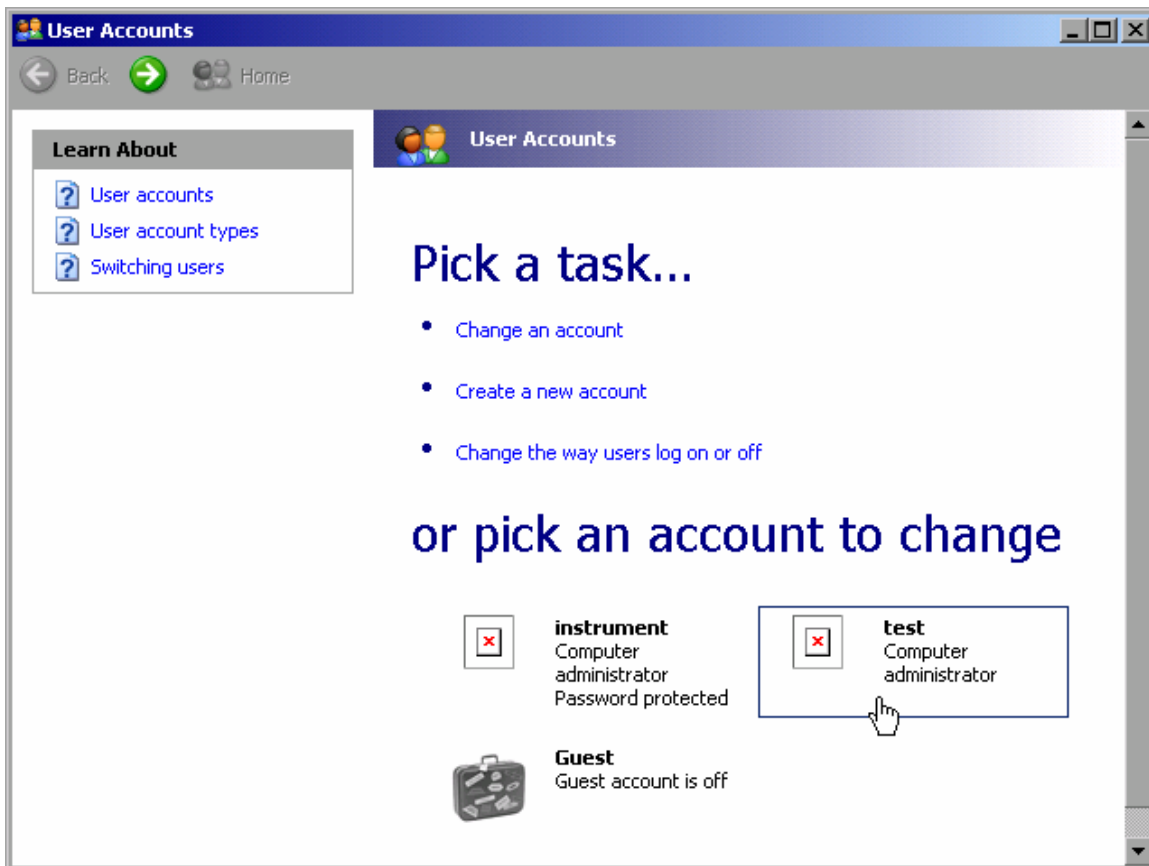 User Accounts
Back Home
Learn About
User accounts
User account types
Switching users
User Accounts
Pick a task...
• Change an account
• Create a new account
• Change the way users log on or off
or pick an account to change
instrument
Computer
administrator
Password protected
test
Computer
administrator
Guest
Guest account is off